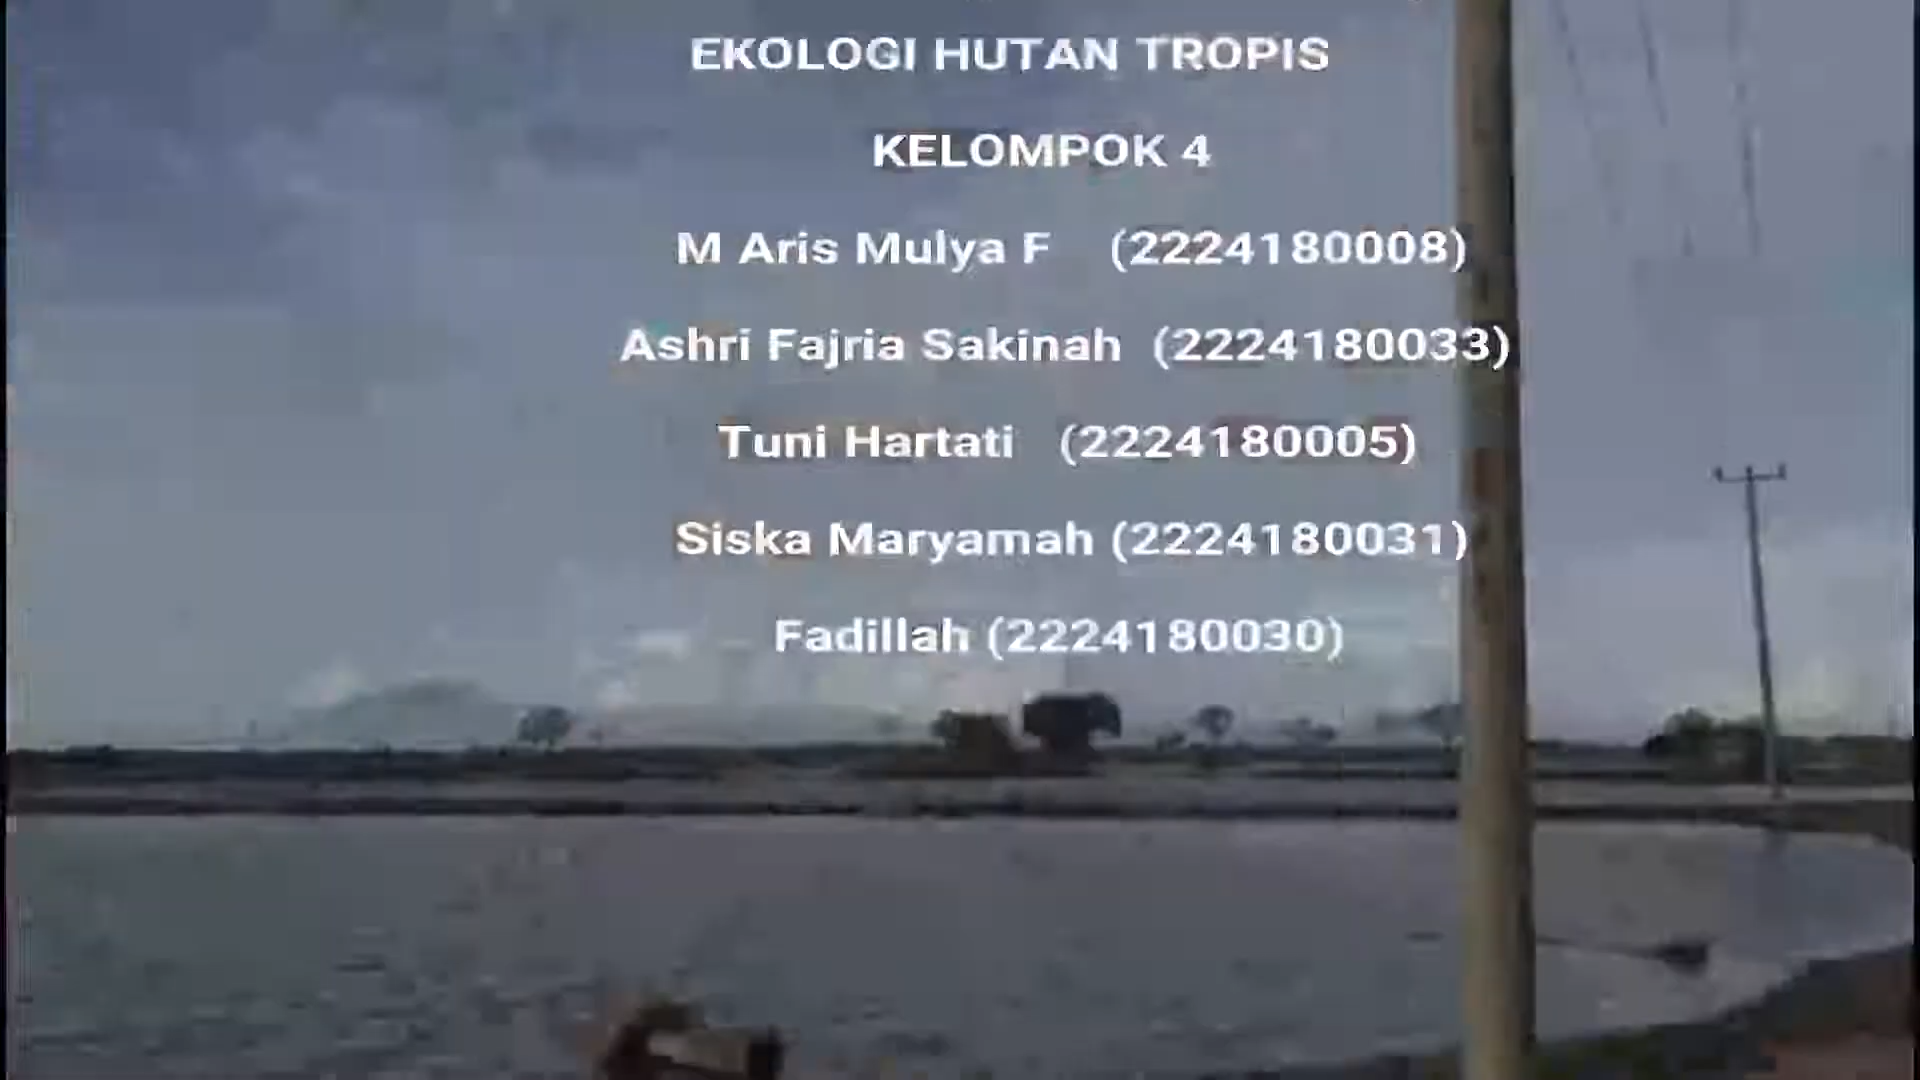 EKOLOGI HUTAN TROPIS
KELOMPOK 4
M Aris Mulya F (2224180008)
Ashri Fajria Sakinah (2224180033)
Tuni Hartati (2224180005)
Siska Maryamah (2224180031)
Fadillah (2224180030)